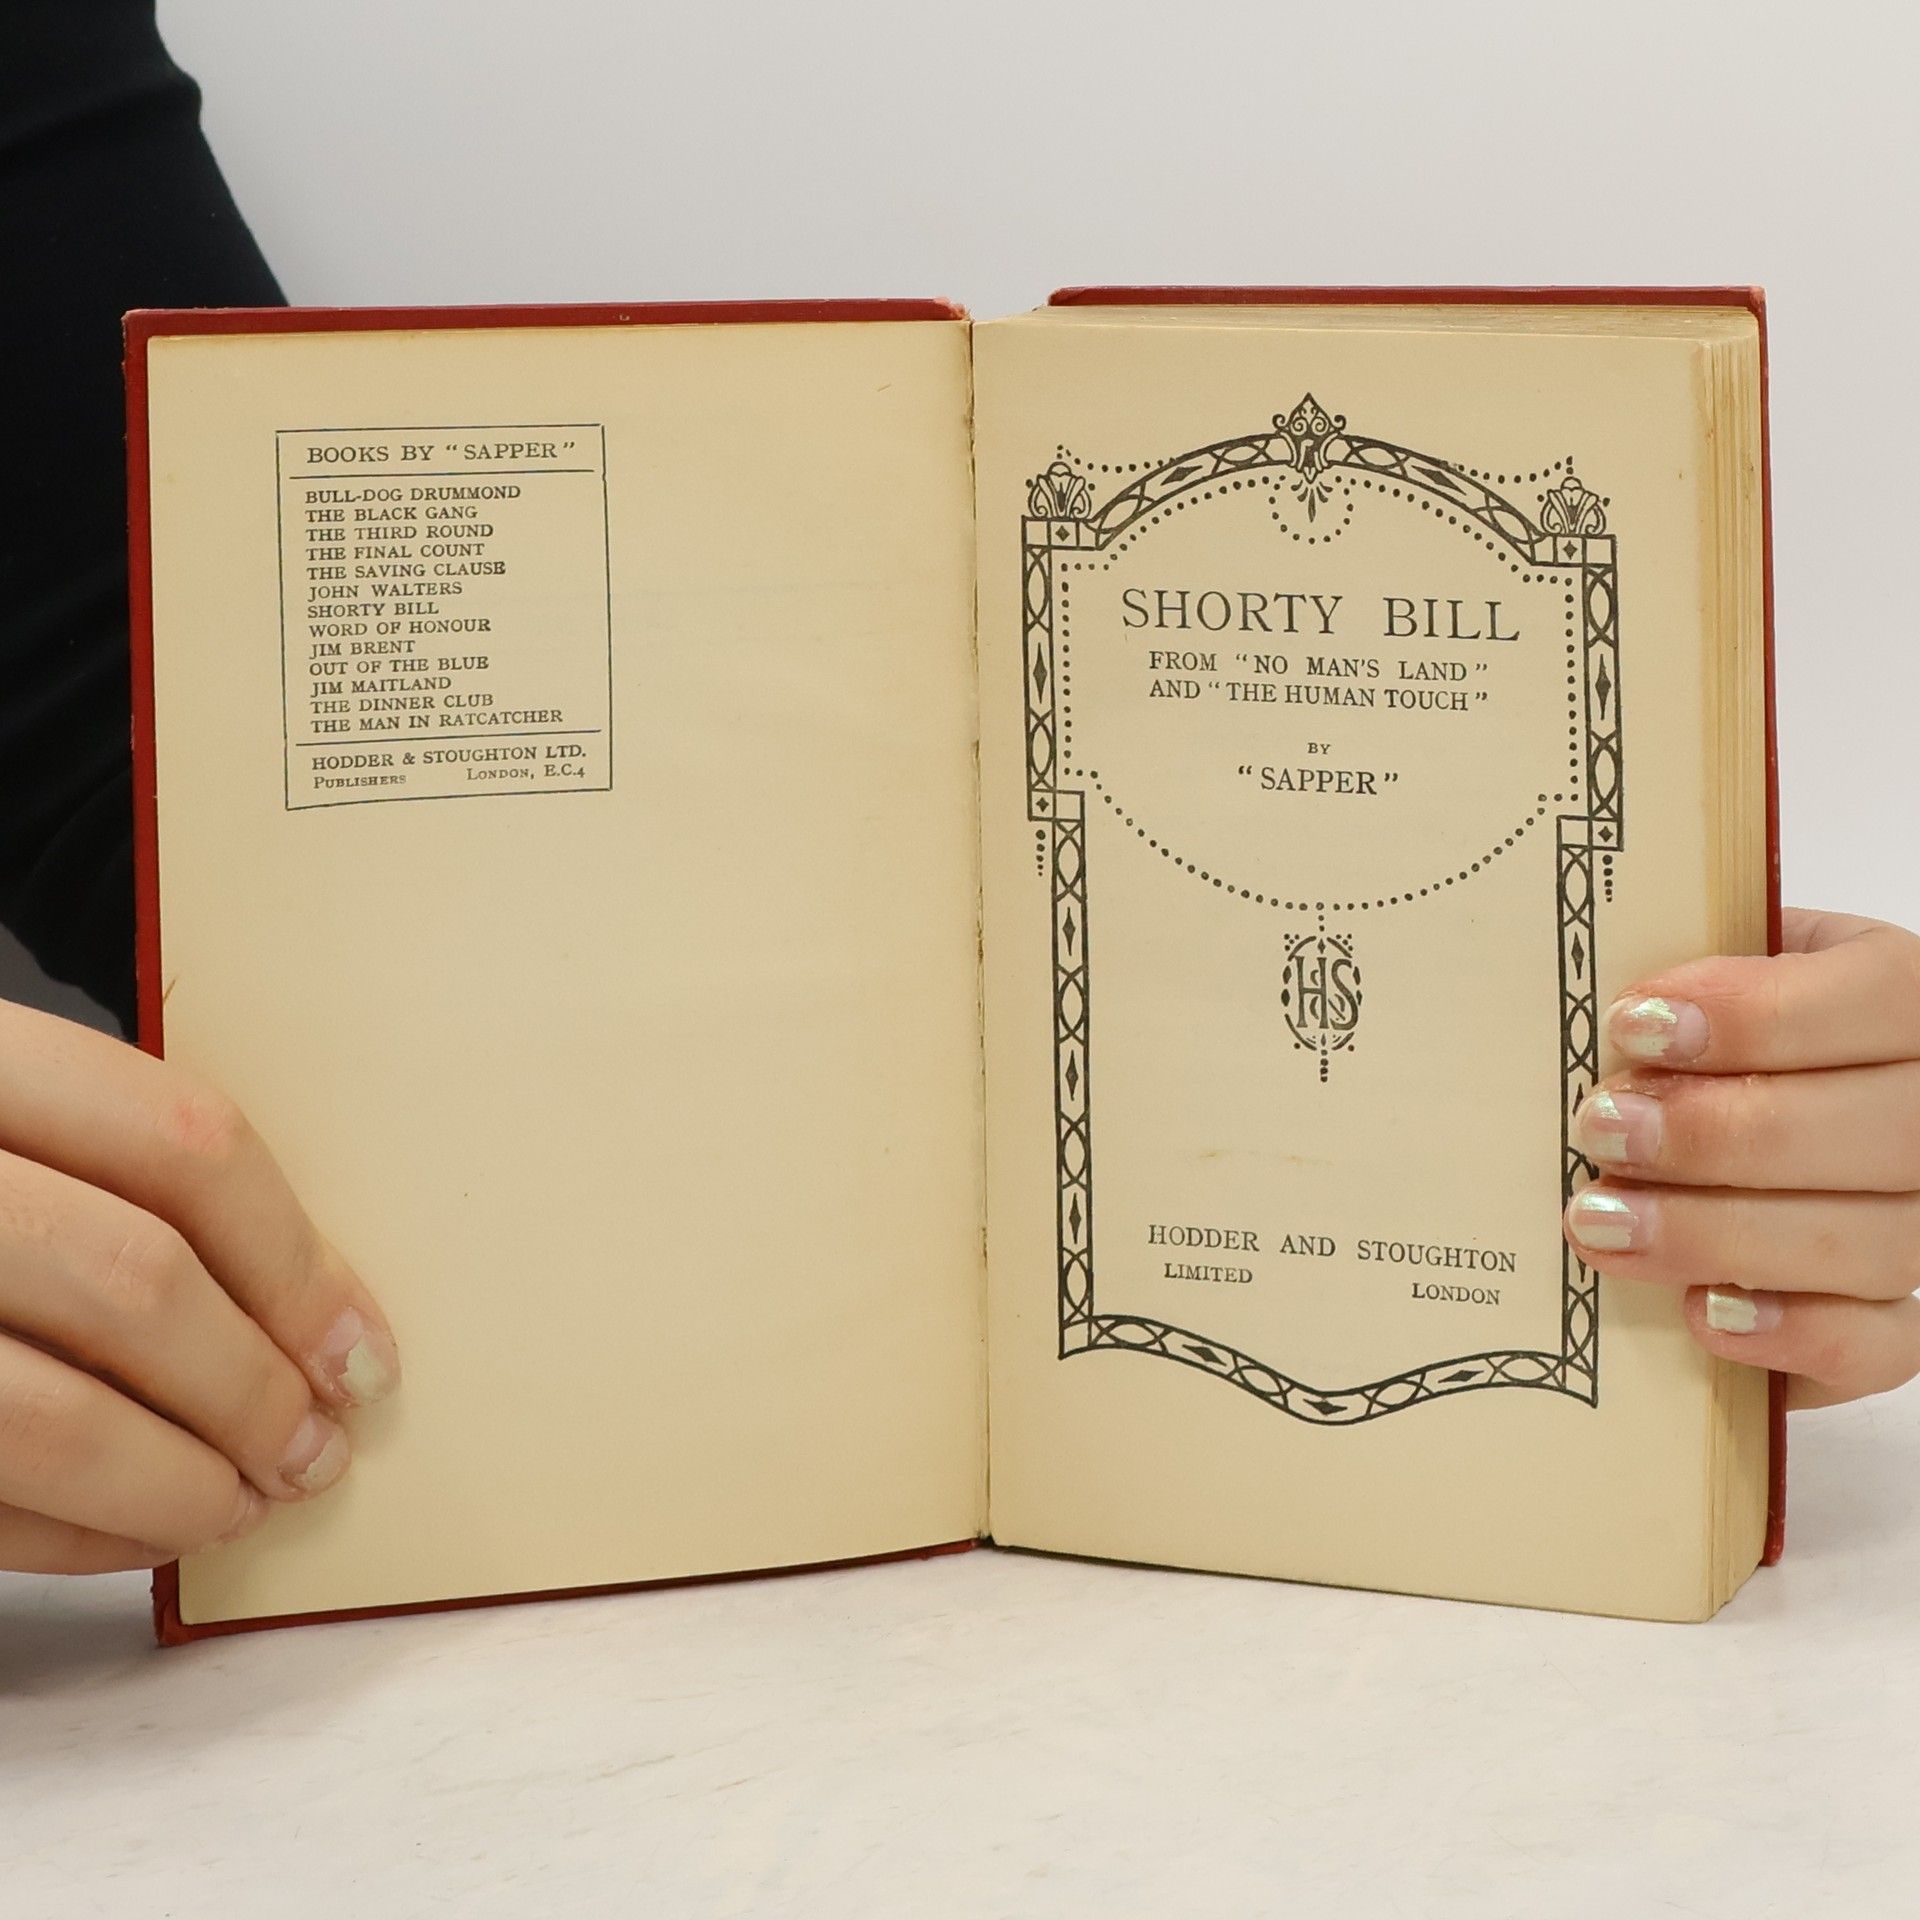 BOOKS BY "SAPPER"
BULL-DOG DRUMMOND
THE BLACK GANG
THE THIRD ROUND
THE FINAL COUNT
THE SAVING CLAUSE
JOHN WALTERS
SHORTY BILL
WORD OF HONOUR
JIM BRENT
OUT OF THE BLUE
JIM MAITLAND
THE DINNER CLUB
THE MAN IN RATCATCHER
HODDER & STOUGHTON LTD.
PUBLISHERS LONDON, E.C.4
SHORTY BILL
FROM "NO MAN'S LAND"
AND "THE HUMAN TOUCH"
BY
"SAPPER"
H&S
HODDER AND STOUGHTON
LIMITED LONDON